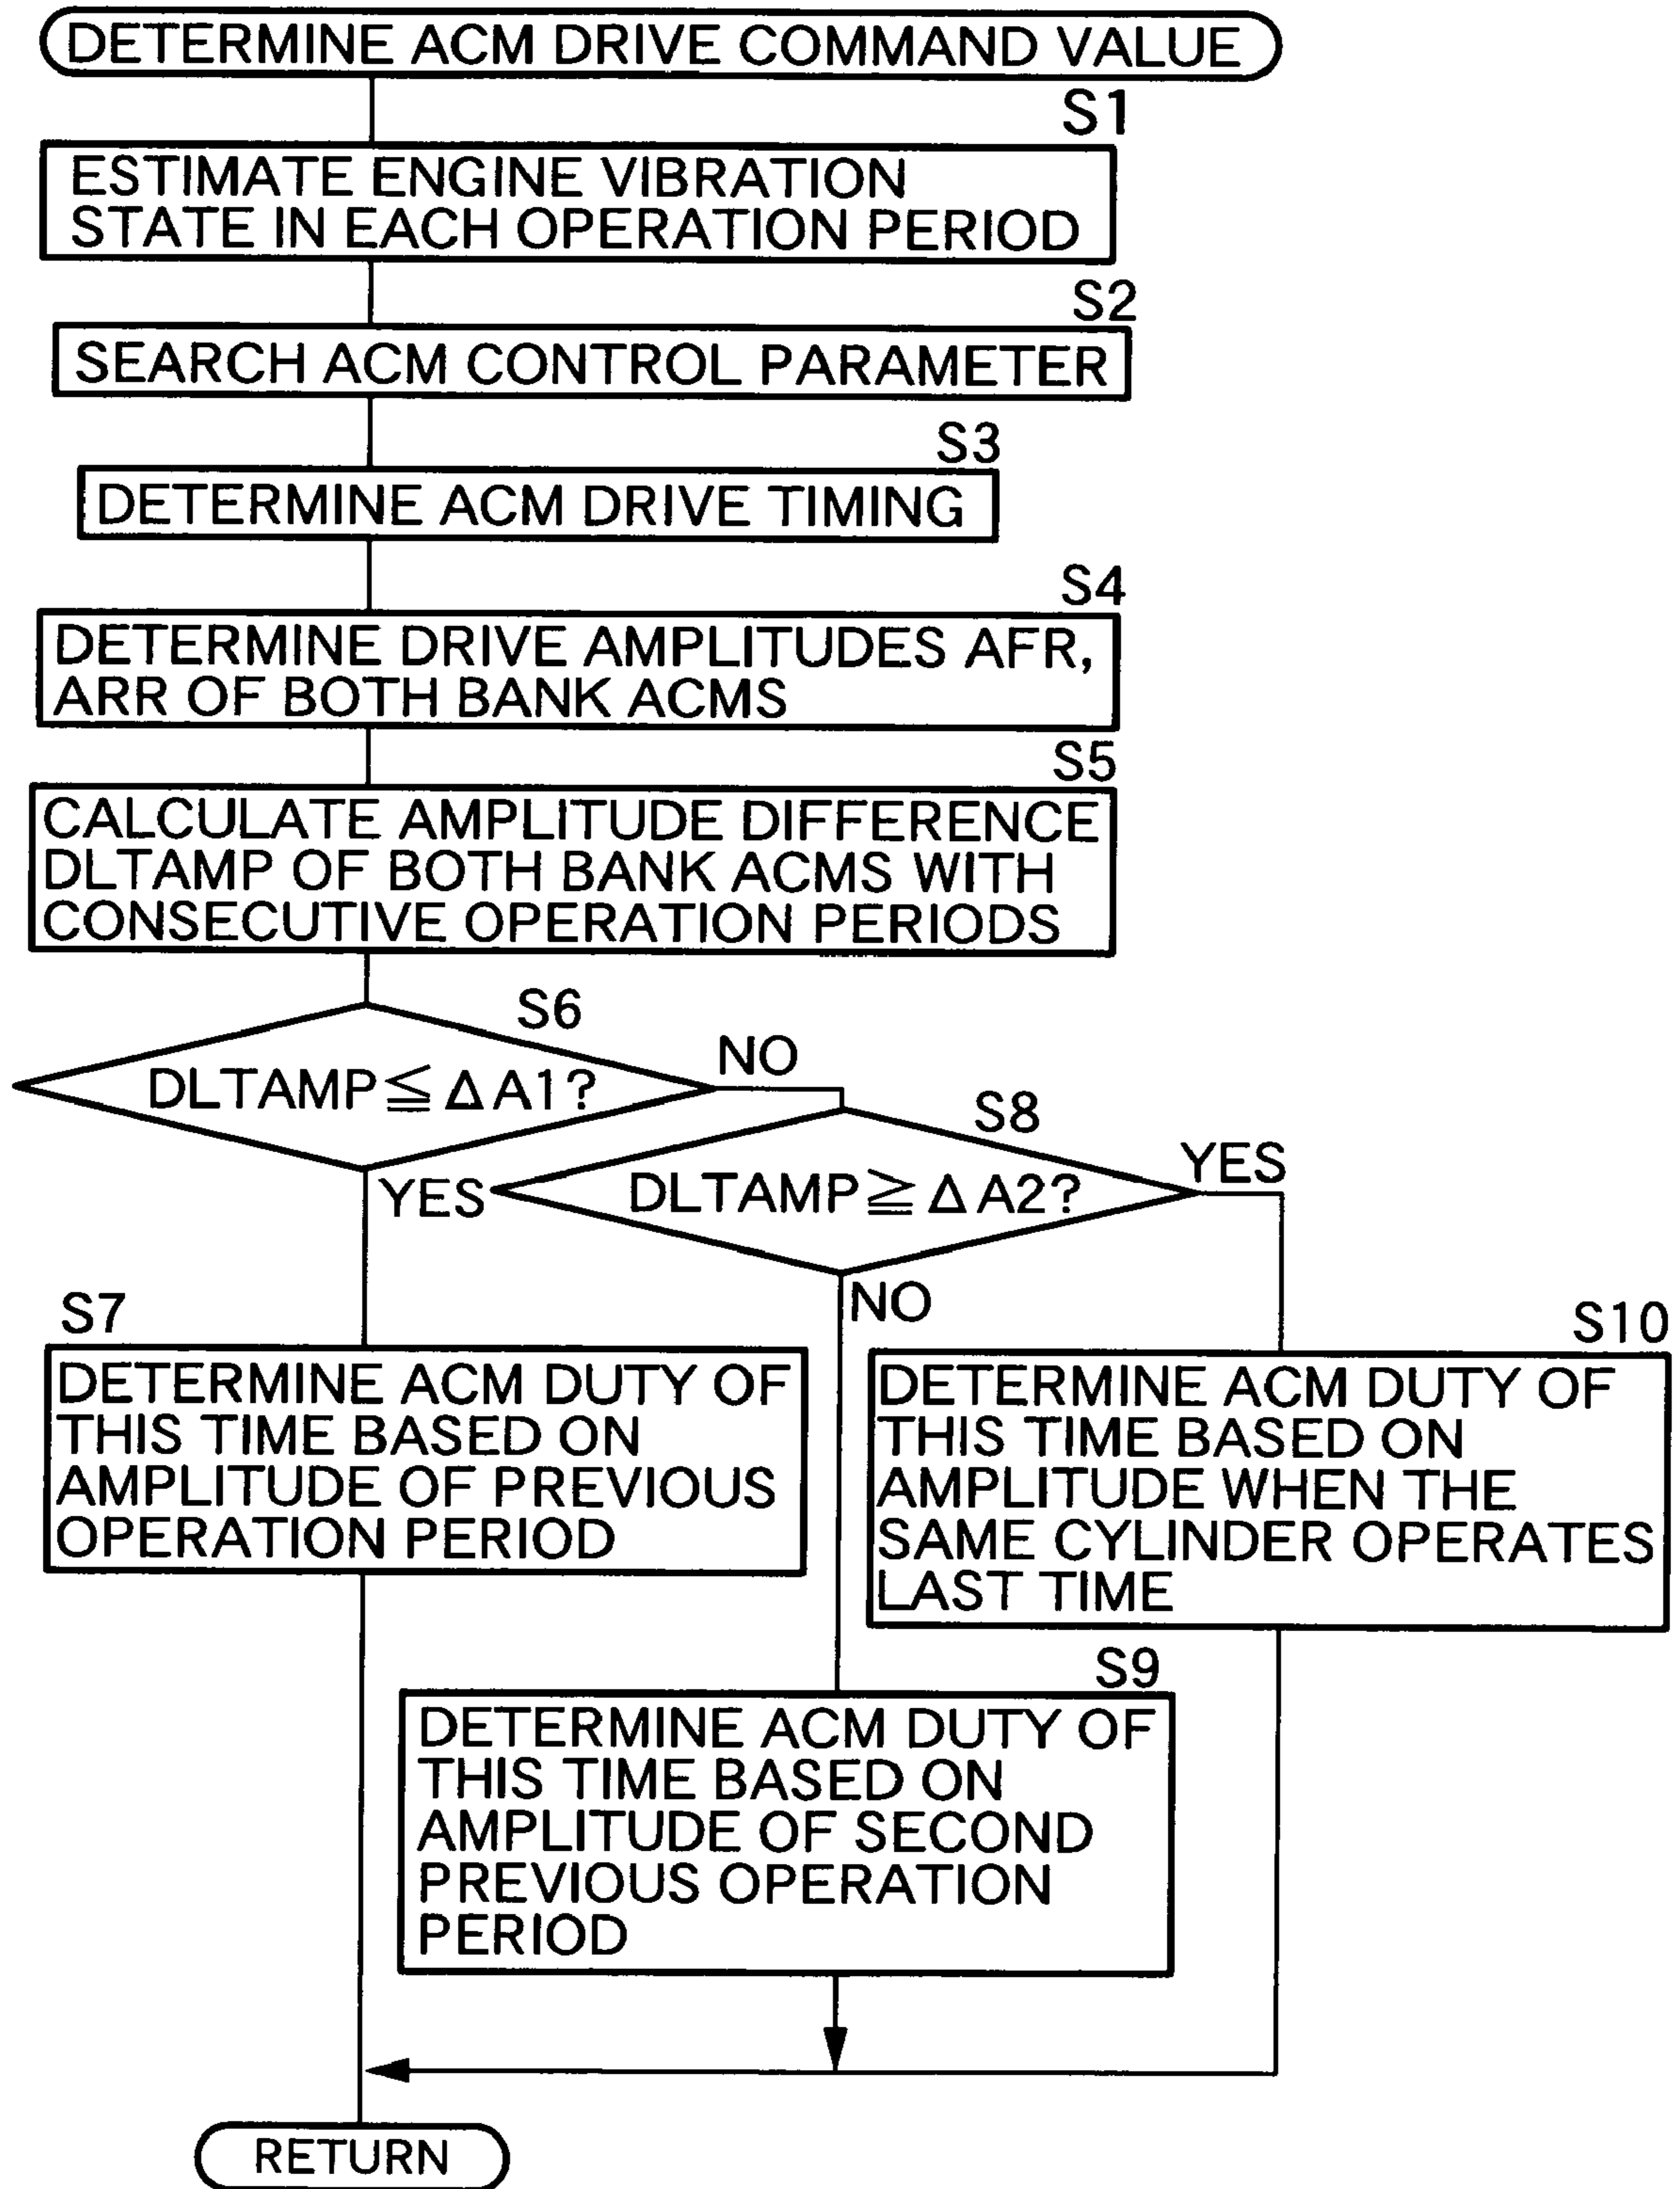 DETERMINE ACM DRIVE COMMAND VALUE
S1
ESTIMATE ENGINE VIBRATION
STATE IN EACH OPERATION PERIOD
S2
SEARCH ACM CONTROL PARAMETER
S3
DETERMINE ACM DRIVE TIMING
S4
DETERMINE DRIVE AMPLITUDES AFR,
ARR OF BOTH BANK ACMS
S5
CALCULATE AMPLITUDE DIFFERENCE
DLTAMP OF BOTH BANK ACMS WITH
CONSECUTIVE OPERATION PERIODS
S6
DLTAMP≦ΔA1?
NO
YES
S8
DLTAMP≧ΔA2?
YES
NO
S7
DETERMINE ACM DUTY OF
THIS TIME BASED ON
AMPLITUDE OF PREVIOUS
OPERATION PERIOD
S10
DETERMINE ACM DUTY OF
THIS TIME BASED ON
AMPLITUDE WHEN THE
SAME CYLINDER OPERATES
LAST TIME
S9
DETERMINE ACM DUTY OF
THIS TIME BASED ON
AMPLITUDE OF SECOND
PREVIOUS OPERATION
PERIOD
RETURN